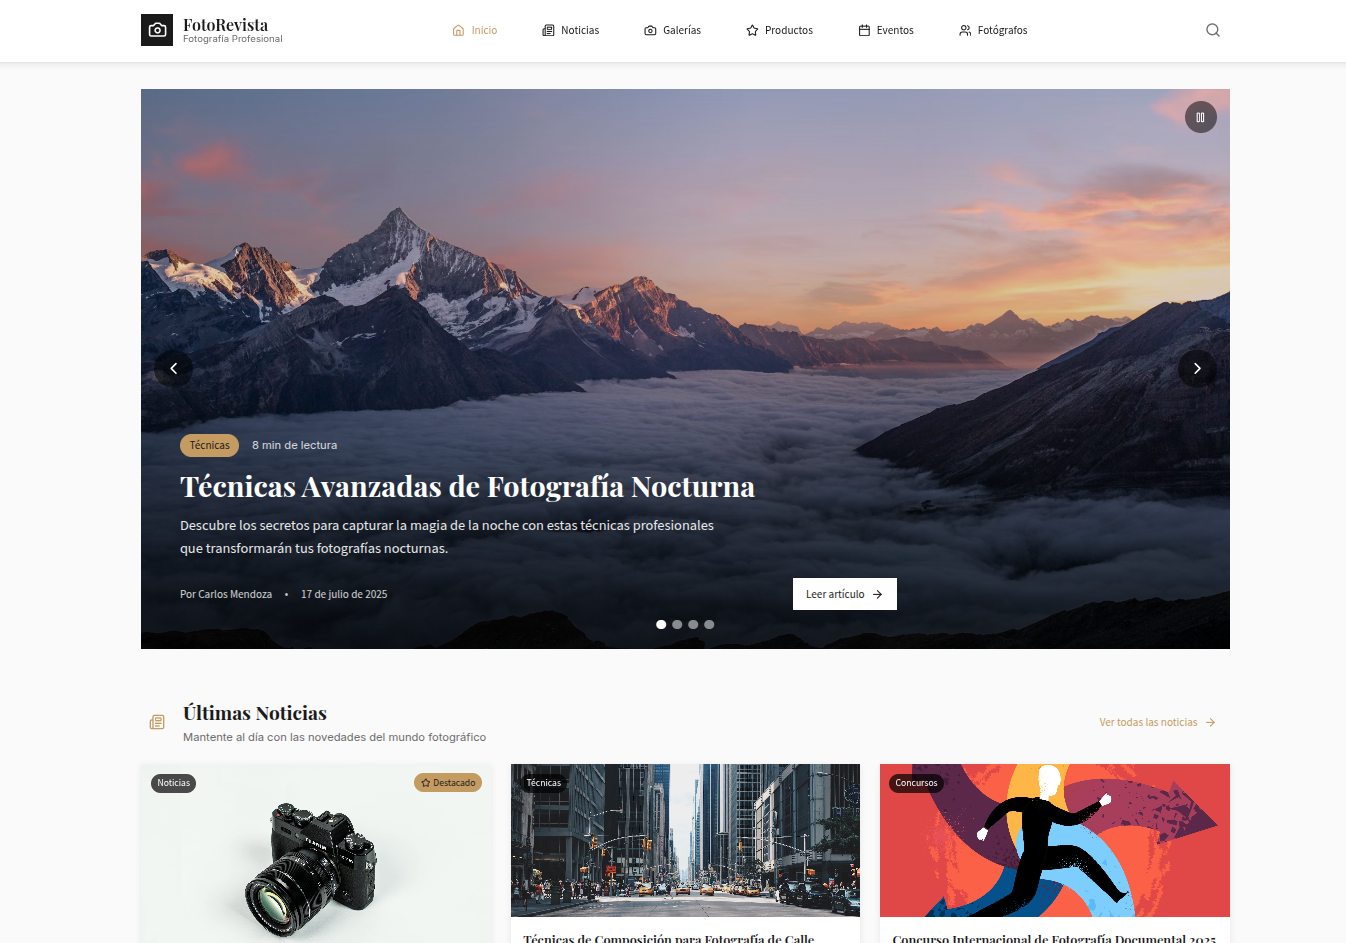 FotoRevista
Fotografía Profesional
Inicio
Noticias
Galerías
Productos
Eventos
Fotógrafos
Técnicas
8 min de lectura
Técnicas Avanzadas de Fotografía Nocturna
Descubre los secretos para capturar la magia de la noche con estas técnicas profesionales
que transformarán tus fotografías nocturnas.
Por Carlos Mendoza • 17 de julio de 2025
Leer artículo
Últimas Noticias
Mantente al día con las novedades del mundo fotográfico
Ver todas las noticias
Noticias
Destacado
Técnicas
Concursos
Técnicas de Composición para Fotografía de Calle
Concurso Internacional de Fotografía Documental 2025